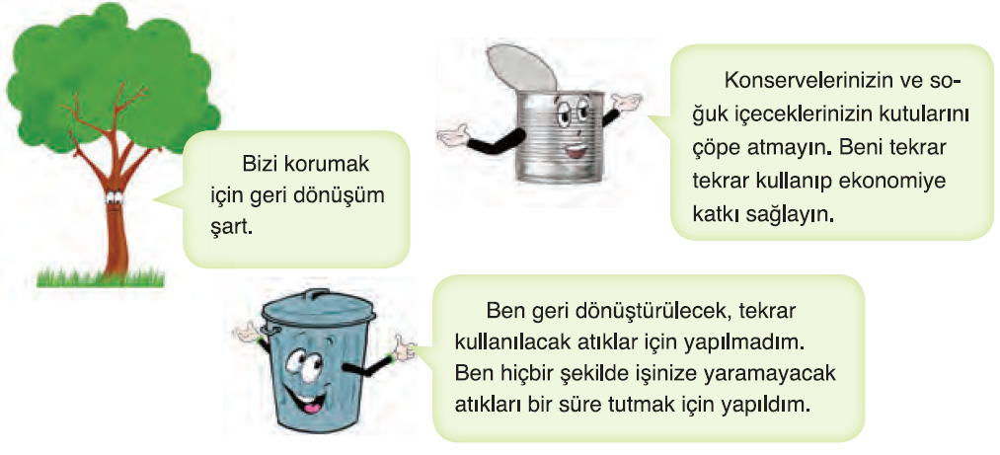 Bizi korumak
için geri dönüşüm
şart.
Konservelerinizin ve so-
ğuk içeceklerinizin kutularını
çöpe atmayın. Beni tekrar
tekrar kullanıp ekonomiye
katkı sağlayın.
Ben geri dönüştürülecek, tekrar
kullanılacak atıklar için yapılmadım.
Ben hiçbir şekilde işinize yaramayacak
atıkları bir süre tutmak için yapıldım.